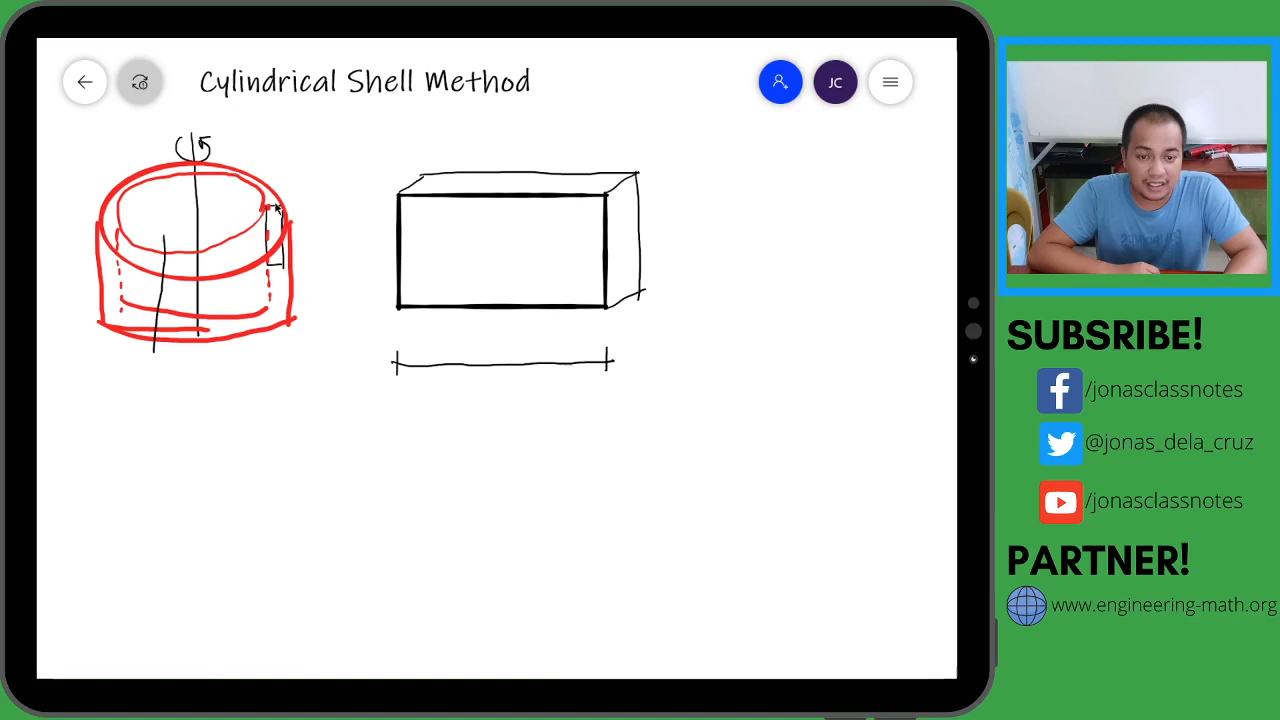 Cylindrical Shell Method
JC
SUBSRIBE!
/jonasclassnotes
@jonas_dela_cruz
/jonasclassnotes
PARTNER!
www.engineering-math.org